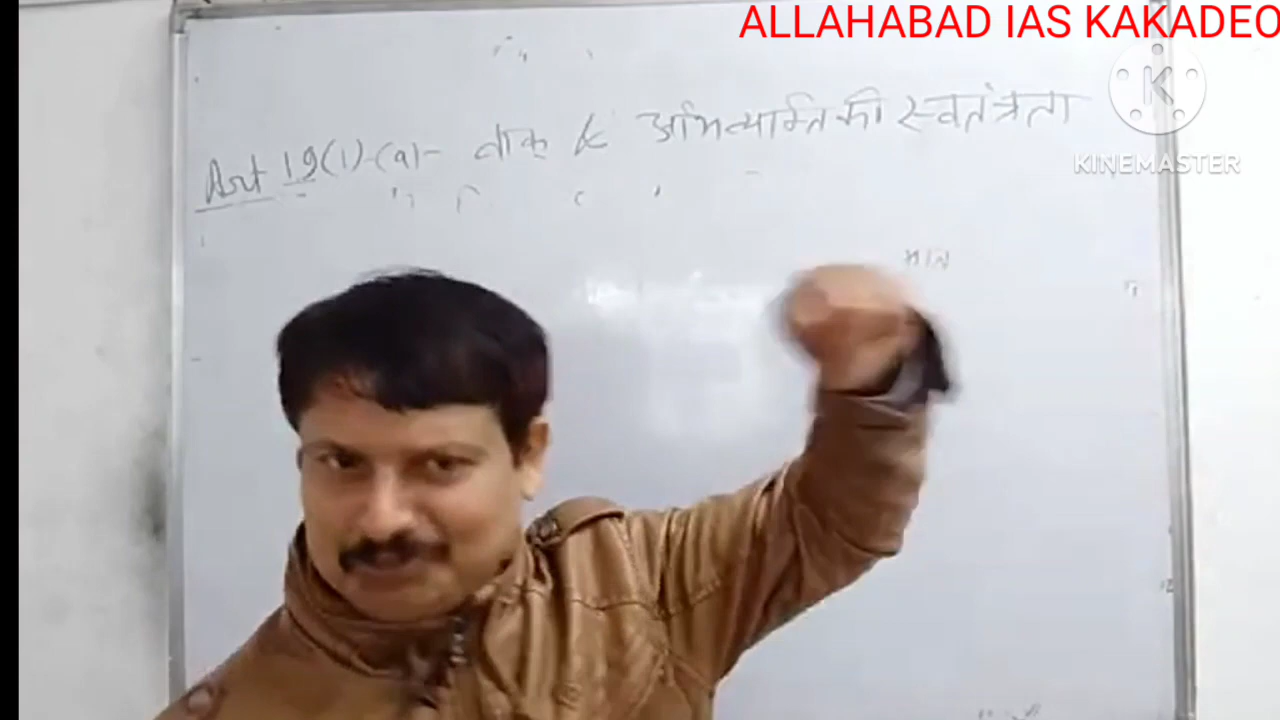 ALLAHABAD IAS KAKADEO
K
KINEMASTER
Art 19(1)-(a)- वाक् & अभिव्यक्ति की स्वतंत्रता